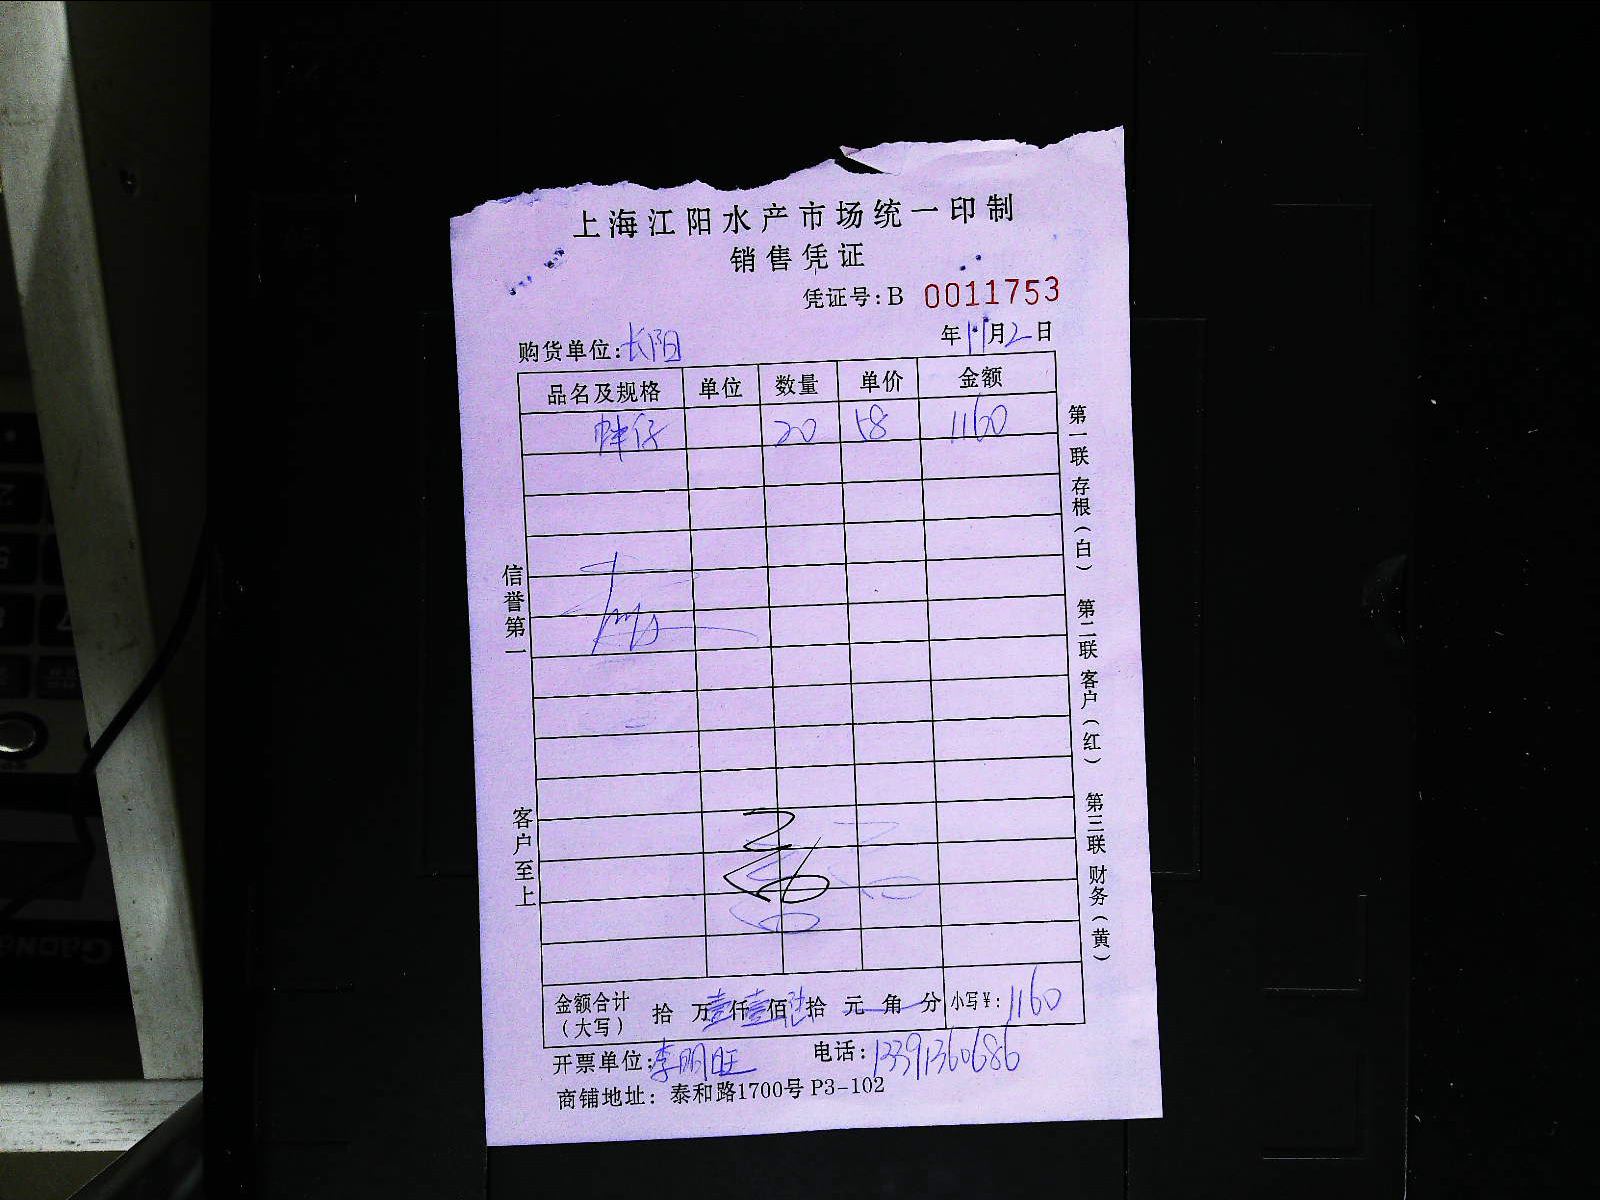 上海江阳水产市场统一印制
销售凭证
凭证号:B 0011753
年11月2日
购货单位:长阳
品名及规格 单位 数量 单价 金额
蚌仔 20 58 1160
信誉第一
客户至上
第一联 存根(白) 第二联 客户(红) 第三联 财务(黄)
金额合计(大写) 拾 万壹仟壹佰陆拾 元 角 分 小写¥:1160
开票单位:李明旺 电话:13391360686
商铺地址: 泰和路1700号 P3-102